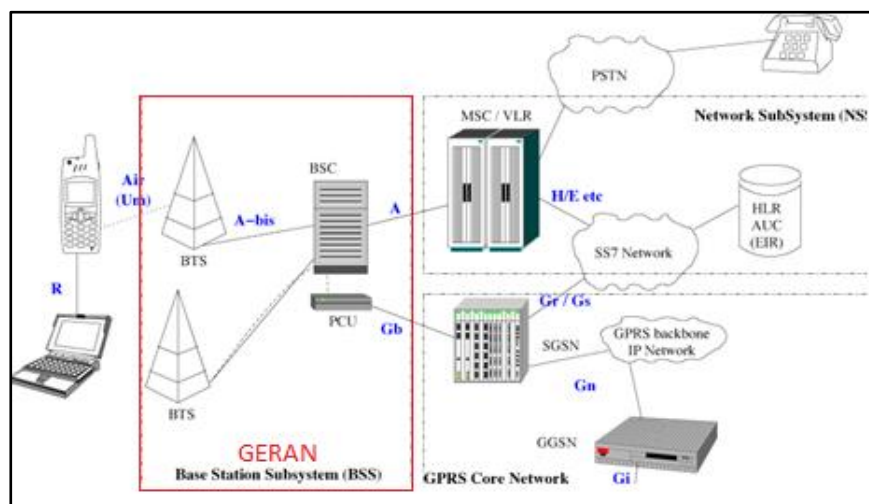 PSTN
MSC / VLR
Network SubSystem (NS
BSC
Air
(Um)
A-bis
A
H/E etc
HLR
AUC
(EIR)
BTS
SS7 Network
R
Gr / Gs
PCU
Gb
SGSN
GPRS backbone
IP Network
Gn
BTS
GERAN
Base Station Subsystem (BSS)
GGSN
GPRS Core Network
Gi